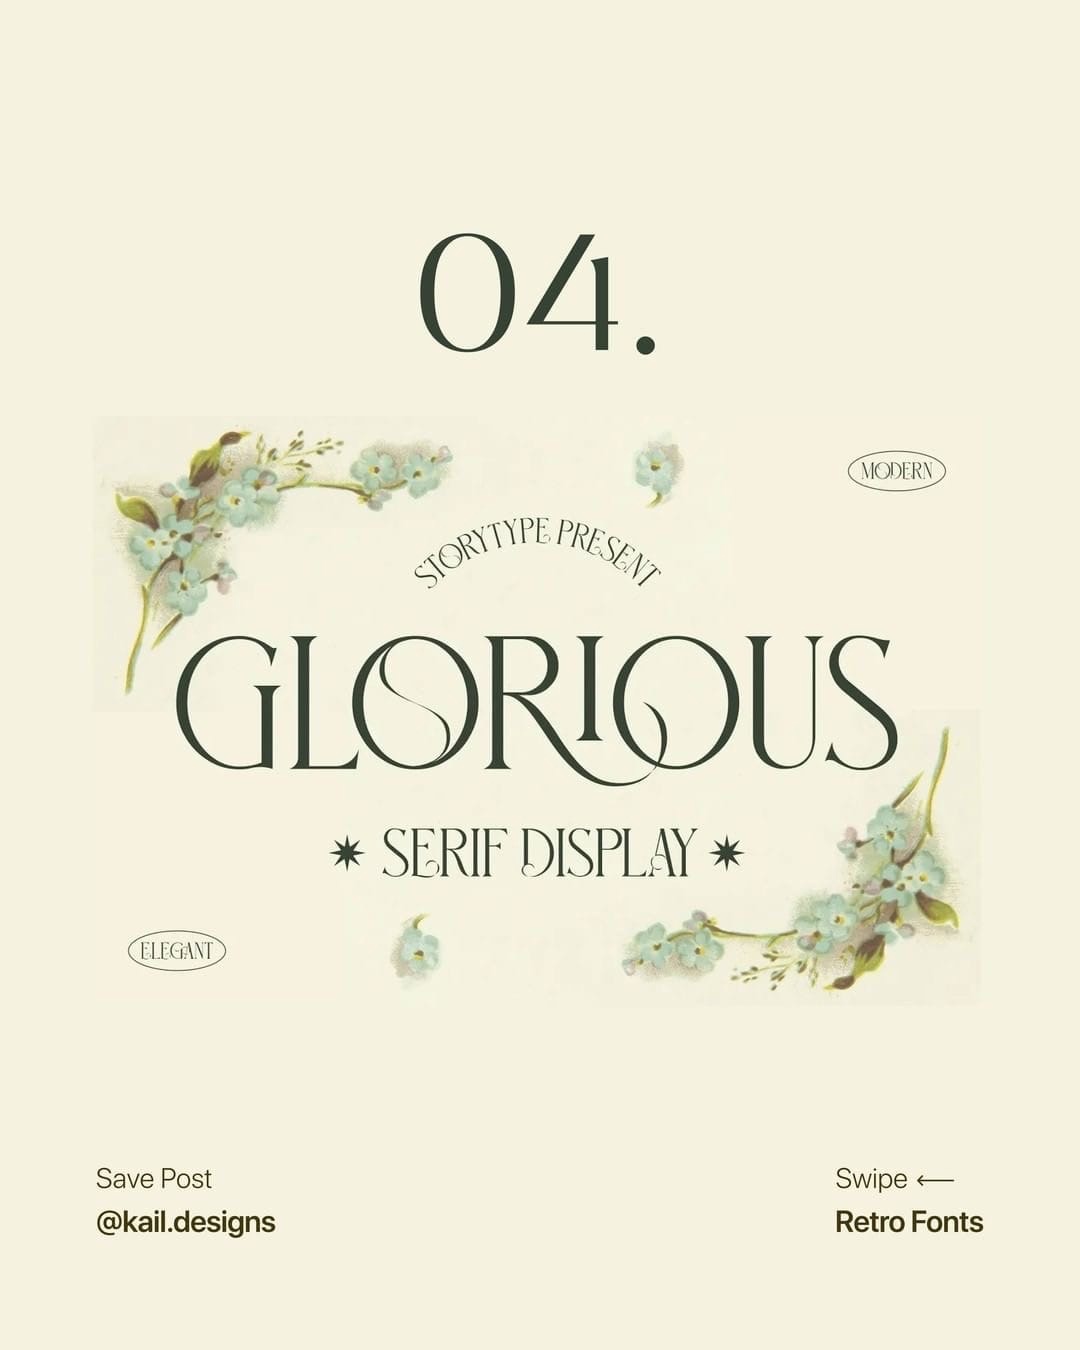 04.
MODERN
STORYTYPE PRESENT
GLORIOUS
SERIF DISPLAY
ELEGANT
Save Post
@kail.designs
Swipe ⟵
Retro Fonts